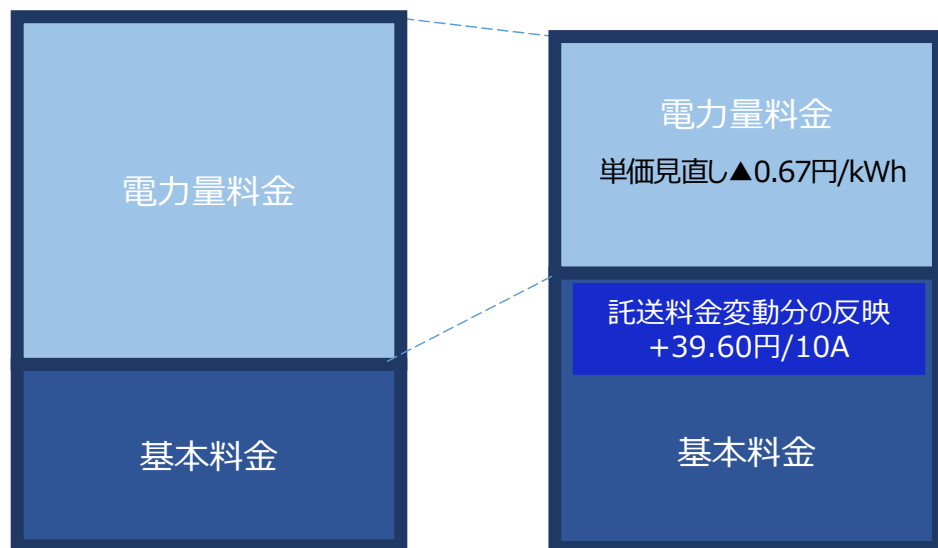 電力量料金
基本料金
電力量料金
単価見直し▲0.67円/kWh
託送料金変動分の反映
+39.60円/10A
基本料金